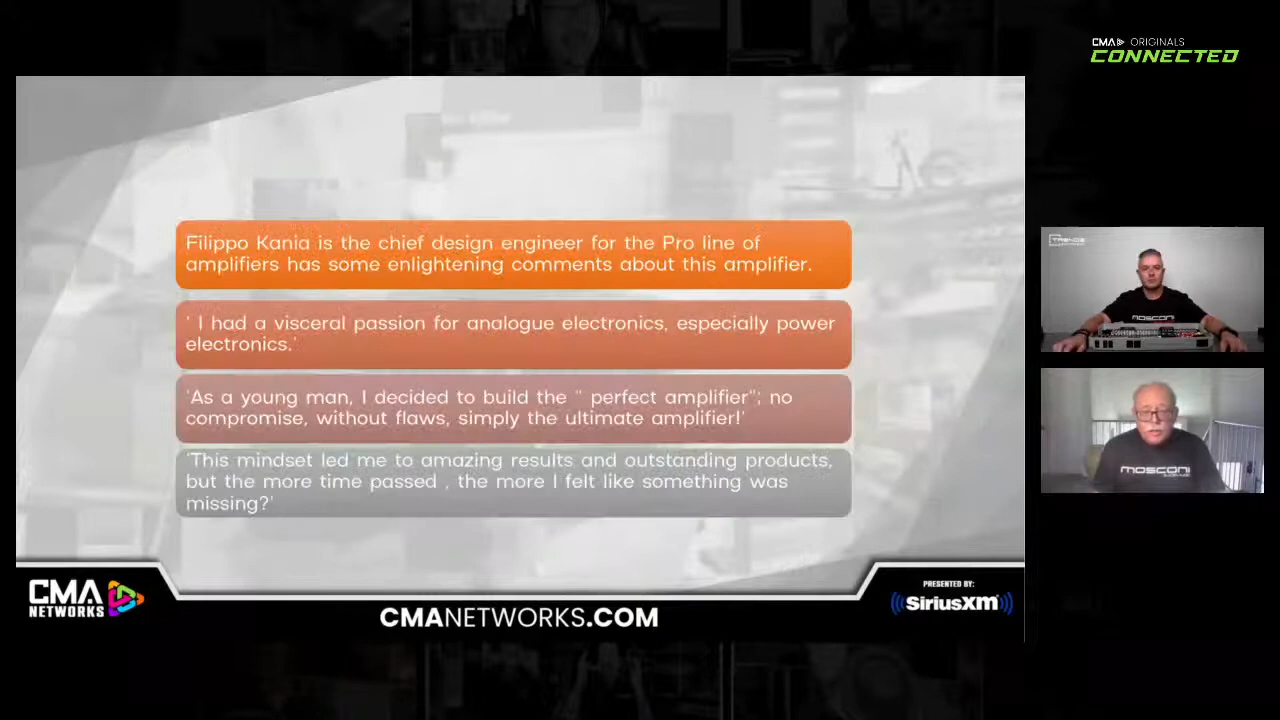 CMA ORIGINALS
CONNECTED
Filippo Kania is the chief design engineer for the Pro line of
amplifiers has some enlightening comments about this amplifier.
' I had a visceral passion for analogue electronics, especially power
electronics.'
'As a young man, I decided to build the " perfect amplifier"; no
compromise, without flaws, simply the ultimate amplifier!'
'This mindset led me to amazing results and outstanding products,
but the more time passed , the more I felt like something was
missing?'
TRENDS
MOSCONI
MOSCONI
CMA
NETWORKS
CMANETWORKS.COM
PRESENTED BY:
SiriusXM